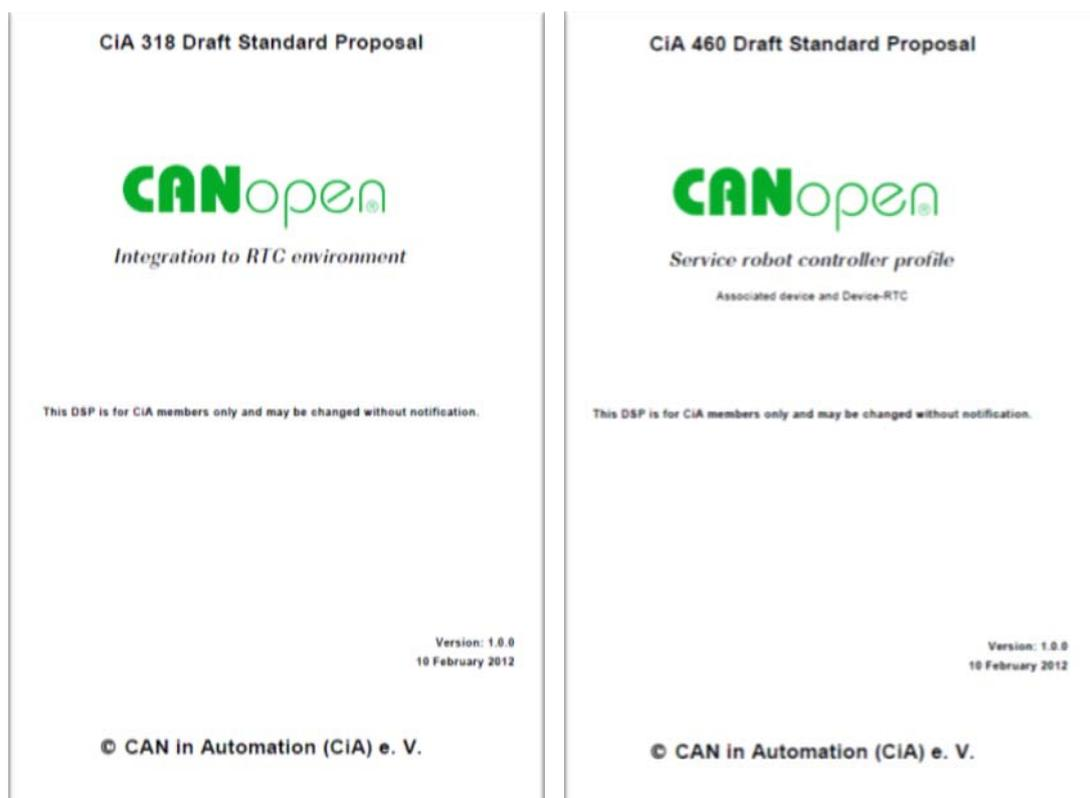 CiA 318 Draft Standard Proposal
CANopen®
Integration to RTC environment
This DSP is for CiA members only and may be changed without notification.
Version: 1.0.0
10 February 2012
© CAN in Automation (CiA) e. V.
CiA 460 Draft Standard Proposal
CANopen®
Service robot controller profile
Associated device and Device-RTC
This DSP is for CiA members only and may be changed without notification.
Version: 1.0.0
10 February 2012
© CAN in Automation (CiA) e. V.